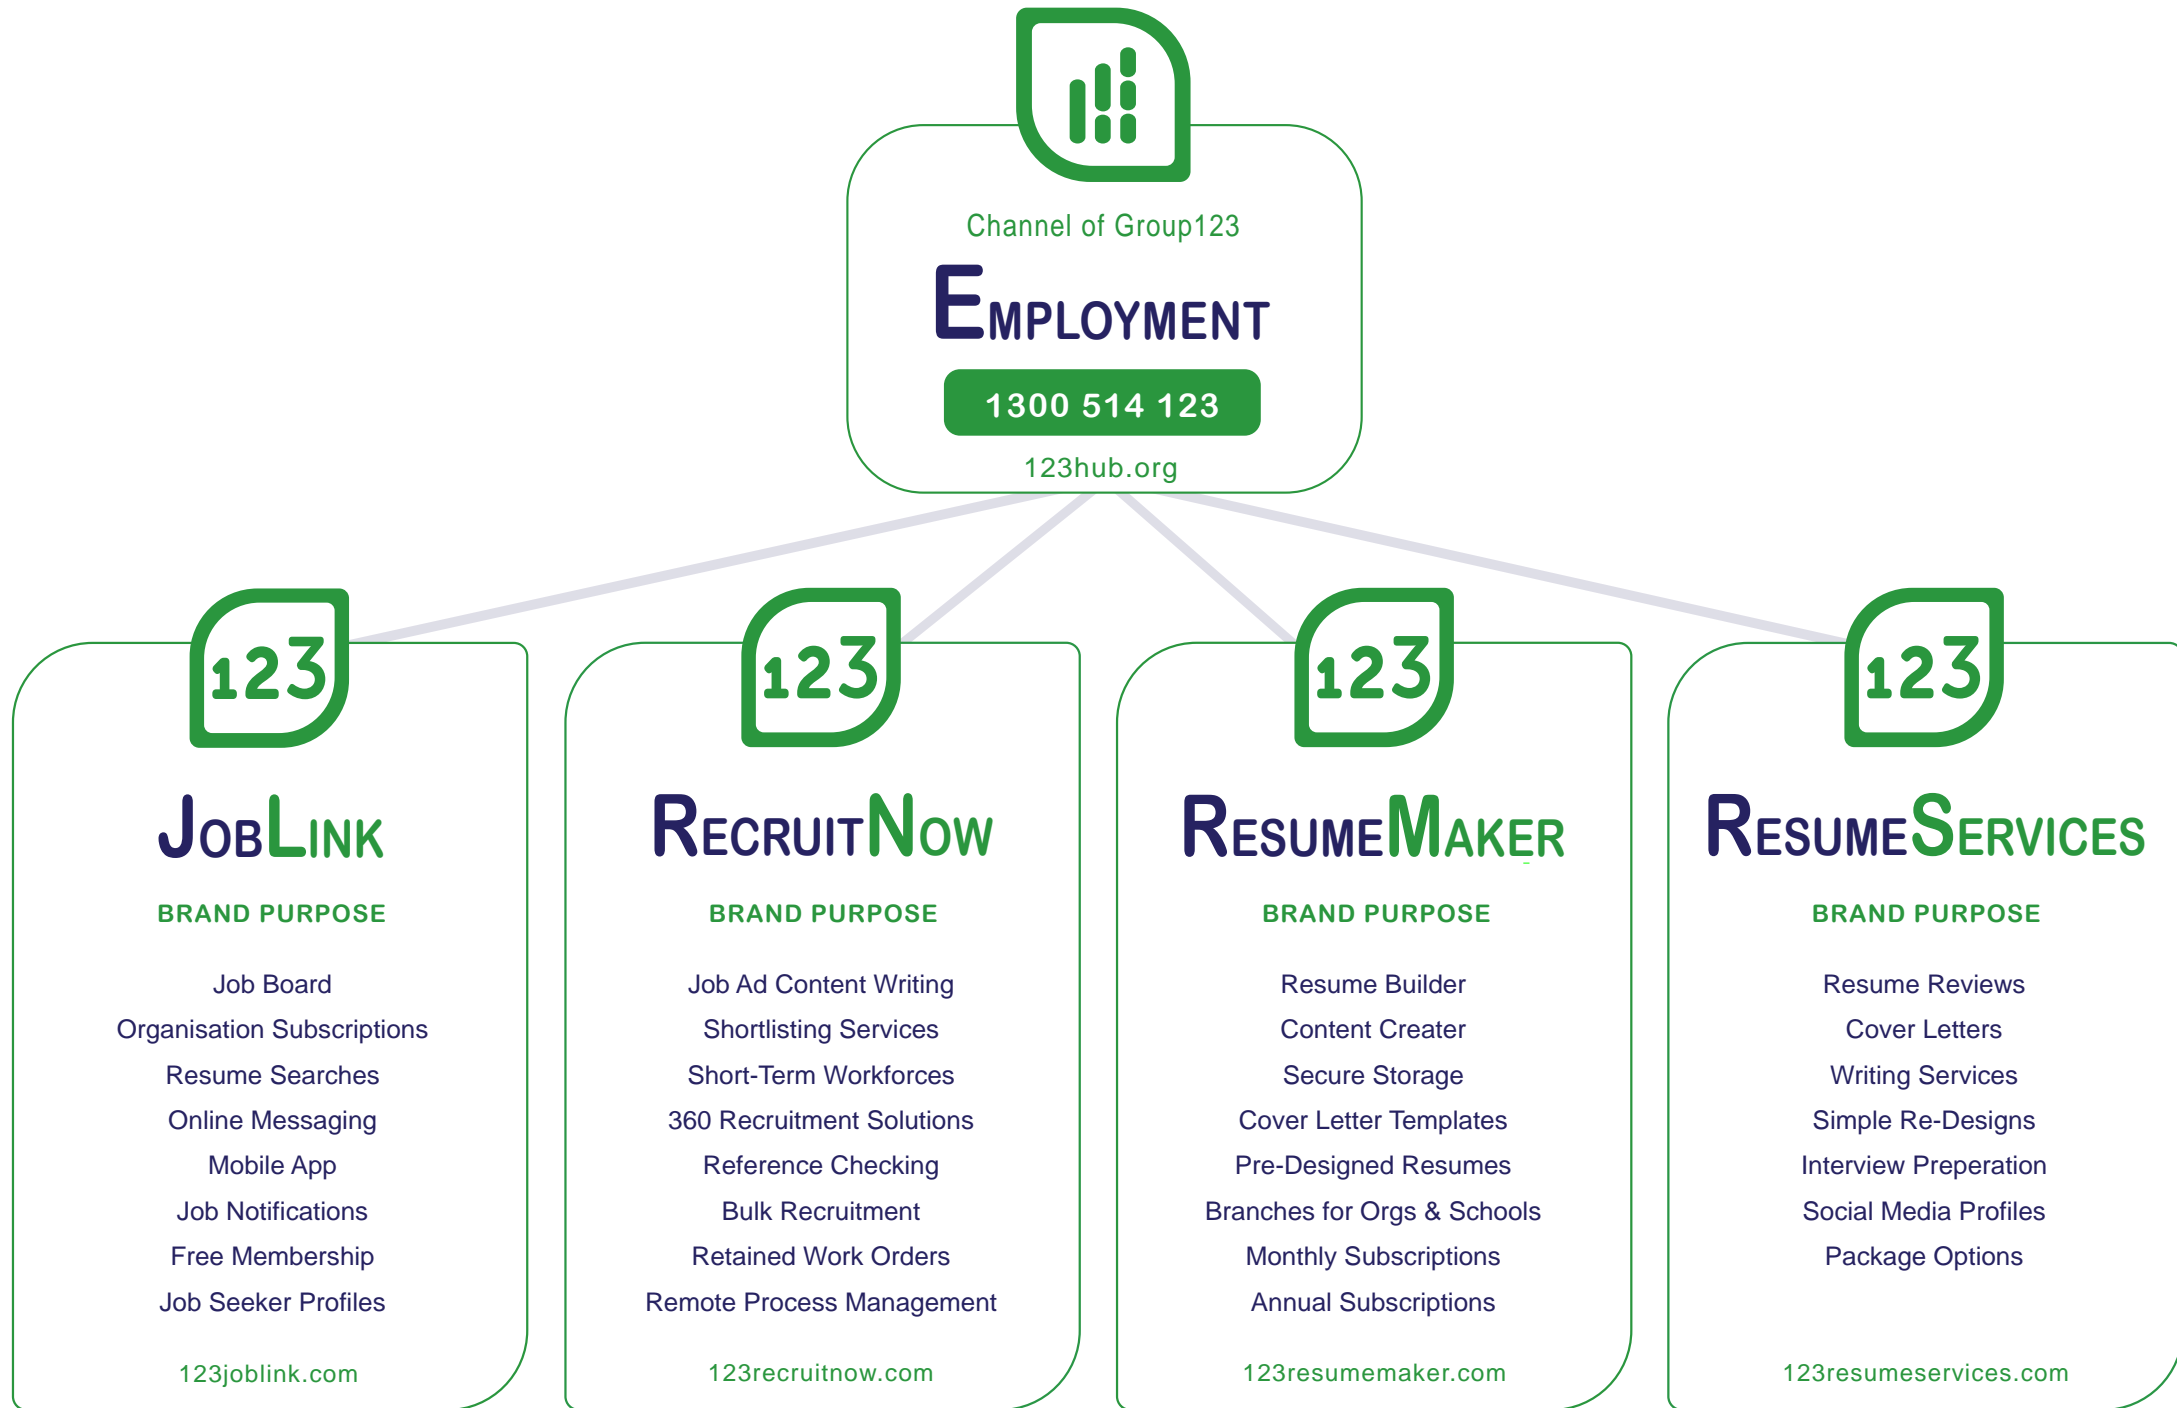 Channel of Group123
EMPLOYMENT
1300 514 123
123hub.org
123
JOBLINK
BRAND PURPOSE
Job Board
Organisation Subscriptions
Resume Searches
Online Messaging
Mobile App
Job Notifications
Free Membership
Job Seeker Profiles
123joblink.com
123
RECRUITNOW
BRAND PURPOSE
Job Ad Content Writing
Shortlisting Services
Short-Term Workforces
360 Recruitment Solutions
Reference Checking
Bulk Recruitment
Retained Work Orders
Remote Process Management
123recruitnow.com
123
RESUMEMAKER
BRAND PURPOSE
Resume Builder
Content Creater
Secure Storage
Cover Letter Templates
Pre-Designed Resumes
Branches for Orgs & Schools
Monthly Subscriptions
Annual Subscriptions
123resumemaker.com
123
RESUMESERVICES
BRAND PURPOSE
Resume Reviews
Cover Letters
Writing Services
Simple Re-Designs
Interview Preperation
Social Media Profiles
Package Options
123resumeservices.com